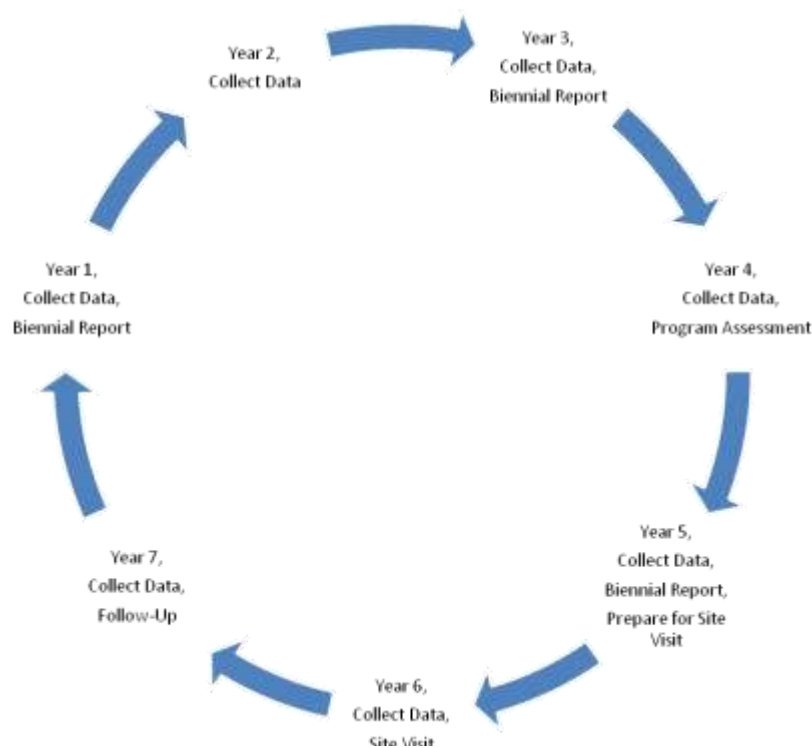 Year 1,
Collect Data,
Biennial Report
Year 2,
Collect Data
Year 3,
Collect Data,
Biennial Report
Year 4,
Collect Data,
Program Assessment
Year 5,
Collect Data,
Biennial Report,
Prepare for Site
Visit
Year 6,
Collect Data,
Site Visit
Year 7,
Collect Data,
Follow-Up